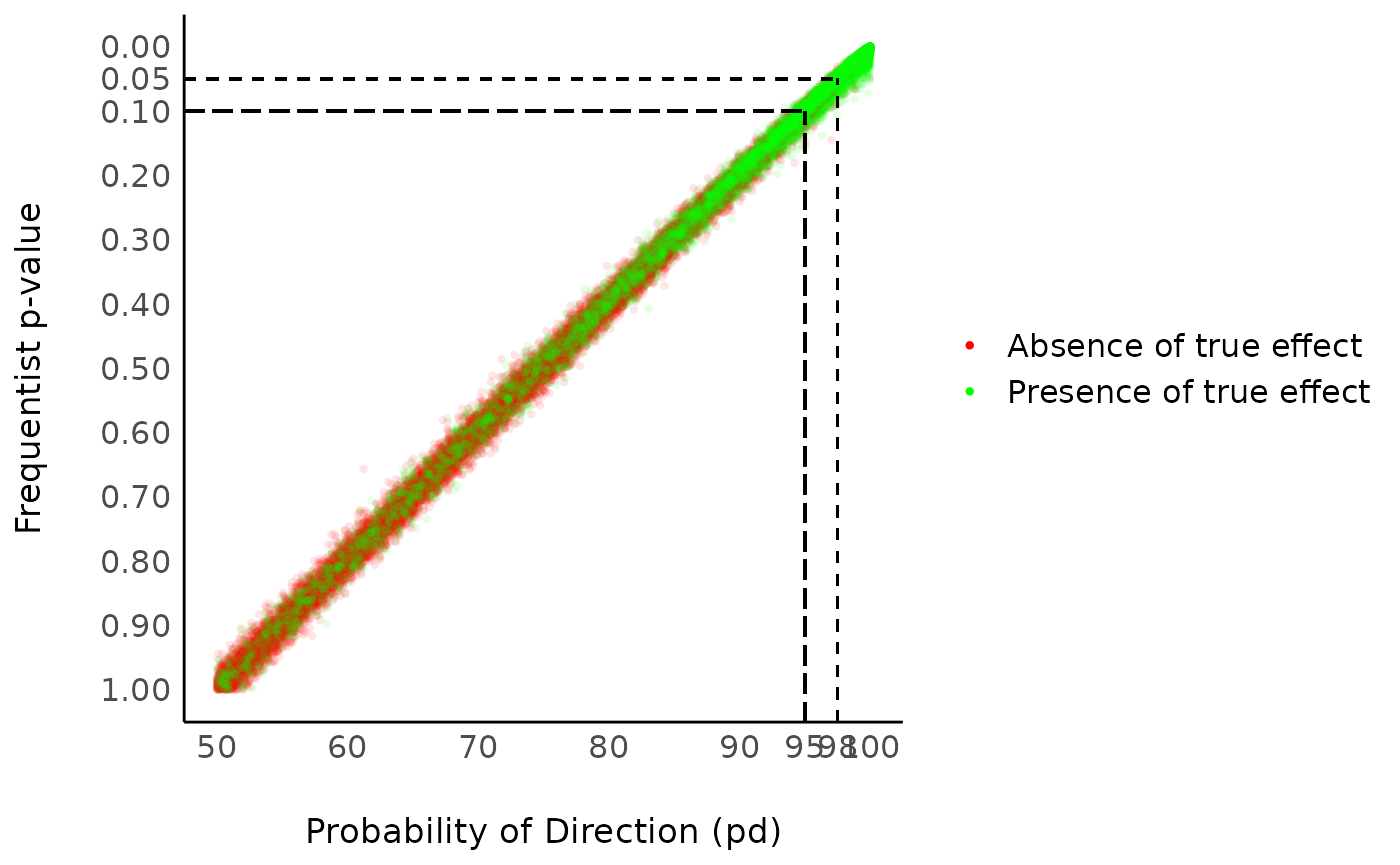 0.00
0.05
0.10
0.20
0.30
0.40
0.50
0.60
0.70
0.80
0.90
1.00
Frequentist p-value
50 60 70 80 90 95 98 100
Probability of Direction (pd)
Absence of true effect
Presence of true effect